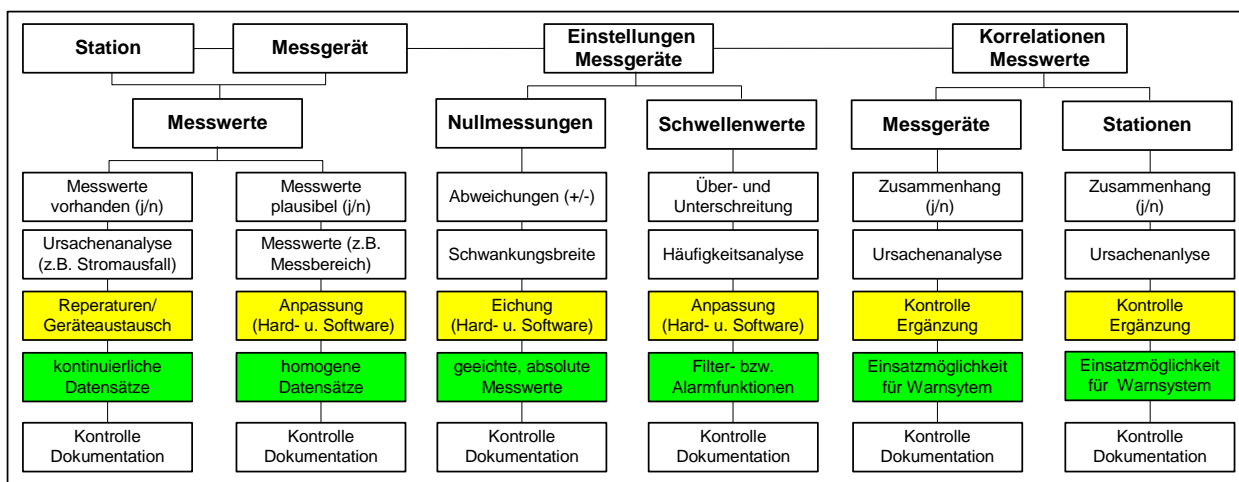 Station
Messgerät
Einstellungen
Messgeräte
Korrelationen
Messwerte
Messwerte
Nullmessungen
Schwellenwerte
Messgeräte
Stationen
Messwerte
vorhanden (j/n)
Messwerte
plausibel (j/n)
Abweichungen (+/-)
Über- und
Unterschreitung
Zusammenhang
(j/n)
Zusammenhang
(j/n)
Ursachenanalyse
(z.B. Stromausfall)
Messwerte (z.B.
Messbereich)
Schwankungsbreite
Häufigkeitsanalyse
Ursachenanalyse
Ursachenanlyse
Reperaturen/
Geräteaustausch
Anpassung
(Hard- u. Software)
Eichung
(Hard- u. Software)
Anpassung
(Hard- u. Software)
Kontrolle
Ergänzung
Kontrolle
Ergänzung
kontinuierliche
Datensätze
homogene
Datensätze
geeichte, absolute
Messwerte
Filter- bzw.
Alarmfunktionen
Einsatzmöglichkeit
für Warnsytem
Einsatzmöglichkeit
für Warnsystem
Kontrolle
Dokumentation
Kontrolle
Dokumentation
Kontrolle
Dokumentation
Kontrolle
Dokumentation
Kontrolle
Dokumentation
Kontrolle
Dokumentation